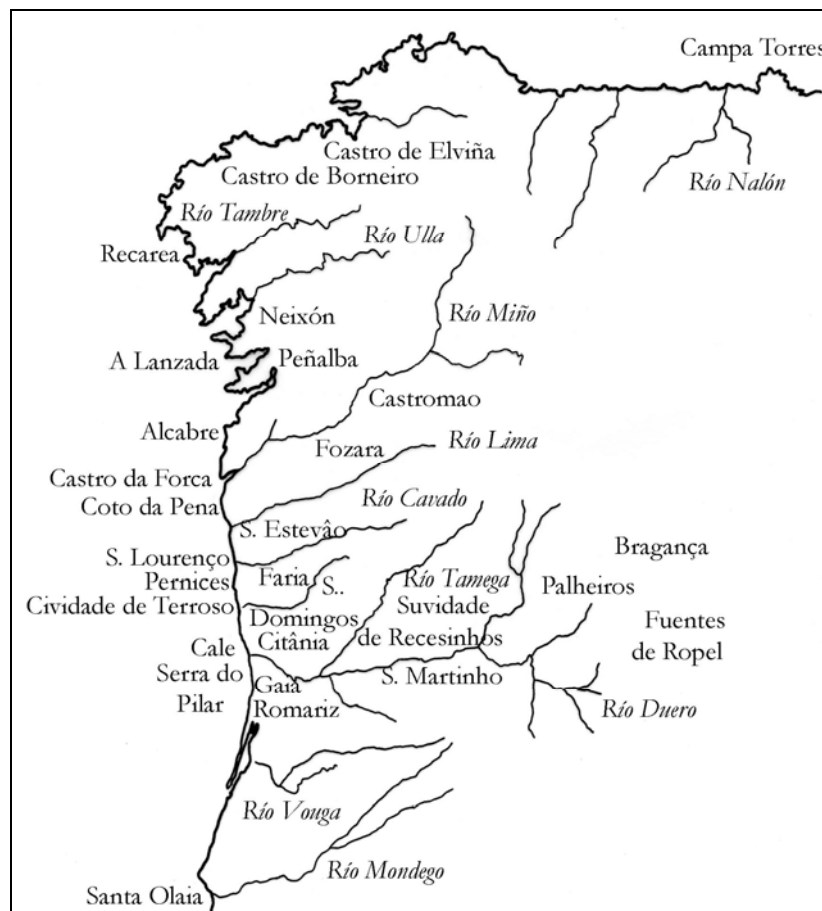 Campa Torres
Castro de Elviña
Castro de Borneiro
Río Nalón
Río Tambre
Río Ulla
Recarea
Neixón
Río Miño
A Lanzada
Peñalba
Castromao
Alcabre
Fozara
Río Lima
Castro da Forca
Coto da Pena
Río Cavado
S. Estevâo
Bragança
S. Lourenço
Pernices
Faria
S..
Río Tamega
Palheiros
Cividade de Terroso
Domingos
Suvidade
Fuentes
Citânia
de Recesinhos
de Ropel
Cale
Serra do
Pilar
Gaia
Romariz
S. Martinho
Río Duero
Río Vouga
Río Mondego
Santa Olaia